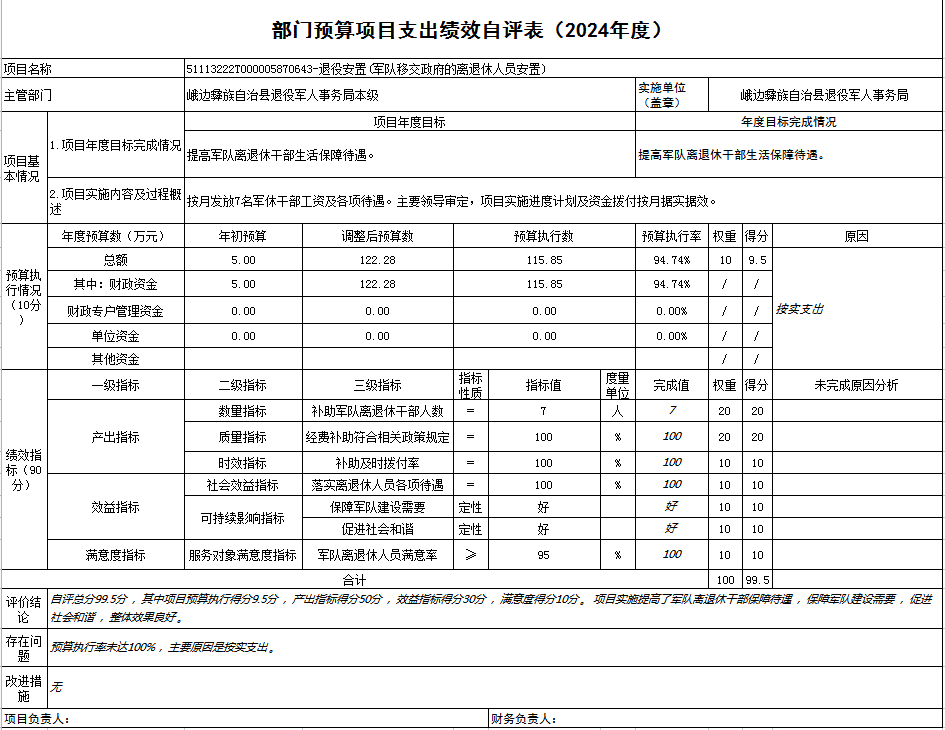 部门预算项目支出绩效自评表（2024年度）
项目名称 51113222T000005870643-退役安置(军队移交政府的离退休人员安置)
主管部门 峨边彝族自治县退役军人事务局本级 实施单位（盖章） 峨边彝族自治县退役军人事务局
项目基本情况 1.项目年度目标完成情况 项目年度目标 年度目标完成情况
提高军队离退休干部生活保障待遇。 提高军队离退休干部生活保障待遇。
2.项目实施内容及过程概述 按月发放7名军休干部工资及各项待遇。主要领导审定，项目实施进度计划及资金拨付按月据实据效。
预算执行情况（10分） 年度预算数（万元） 年初预算 调整后预算数 预算执行数 预算执行率 权重 得分 原因
总额 5.00 122.28 115.85 94.74% 10 9.5 按实支出
其中：财政资金 5.00 122.28 115.85 94.74% / /
财政专户管理资金 0.00 0.00 0.00 0.00% / /
单位资金 0.00 0.00 0.00 0.00% / /
其他资金 / /
绩效指标（90分） 一级指标 二级指标 三级指标 指标性质 指标值 度量单位 完成值 权重 得分 未完成原因分析
产出指标 数量指标 补助军队离退休干部人数 ＝ 7 人 7 20 20
质量指标 经费补助符合相关政策规定 ＝ 100 % 100 20 20
时效指标 补助及时拨付率 ＝ 100 % 100 10 10
效益指标 社会效益指标 落实离退休人员各项待遇 ＝ 100 % 100 10 10
可持续影响指标 保障军队建设需要 定性 好 好 10 10
促进社会和谐 定性 好 好 10 10
满意度指标 服务对象满意度指标 军队离退休人员满意率 ≥ 95 % 100 10 10
合计 100 99.5
评价结论 自评总分99.5分，其中项目预算执行得分9.5分，产出指标得分50分，效益指标得分30分，满意度得分10分。项目实施提高了军队离退休干部保障待遇，保障军队建设需要，促进
社会和谐，整体效果良好。
存在问题 预算执行率未达100%，主要原因是按实支出。
改进措施 无
项目负责人： 财务负责人：